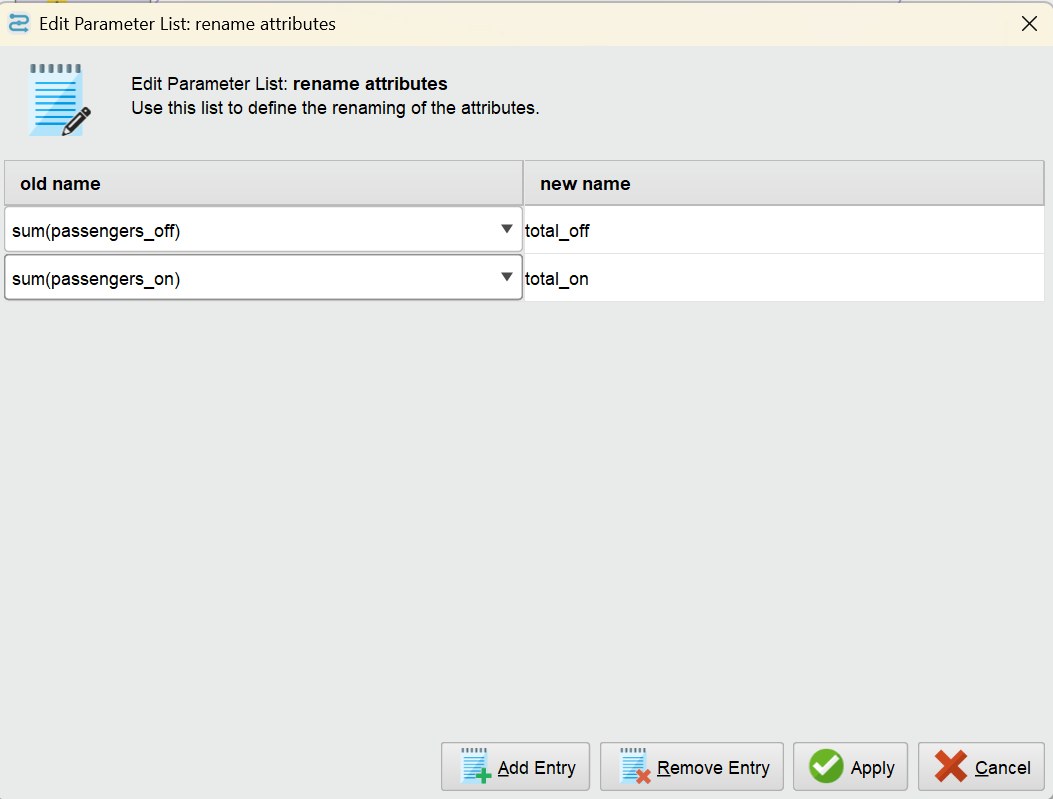 Edit Parameter List: rename attributes
Edit Parameter List: rename attributes
Use this list to define the renaming of the attributes.
old name new name
sum(passengers_off) total_off
sum(passengers_on) total_on
Add Entry Remove Entry Apply Cancel